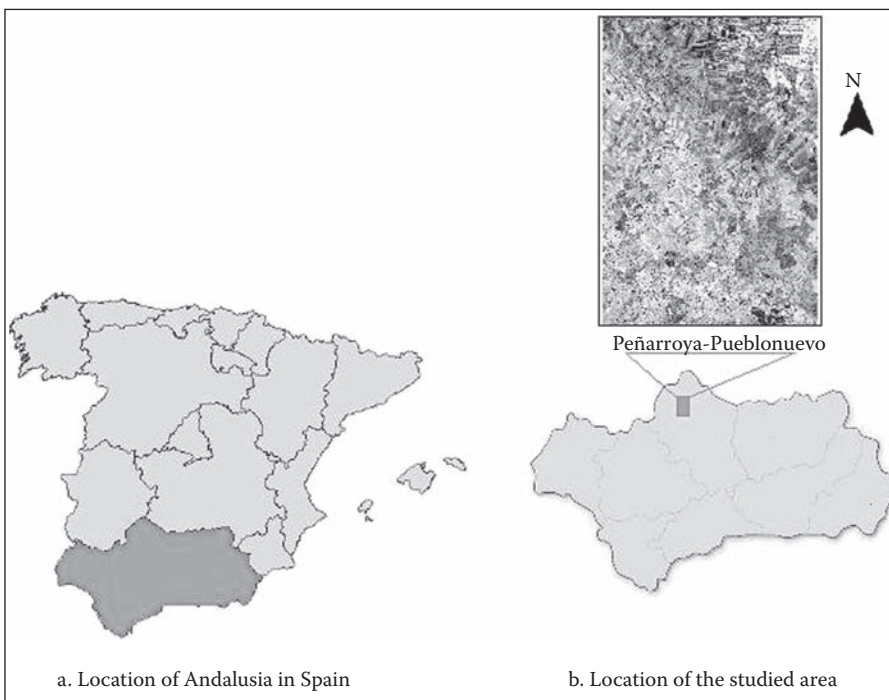 N
Peñarroya-Pueblonuevo
a. Location of Andalusia in Spain
b. Location of the studied area